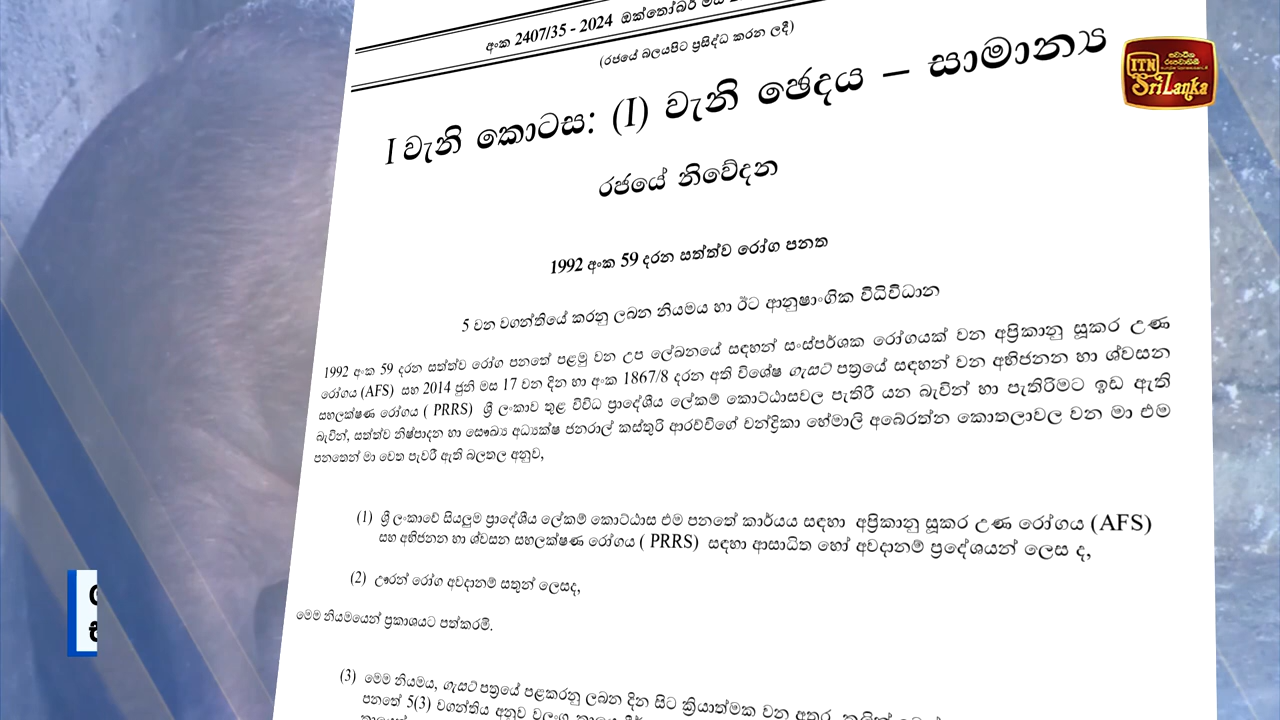 අංක 2407/35 - 2024 ඔක්තෝබර් මස
(රජයේ බලයපිට ප්‍රසිද්ධ කරන ලදී)
ITN
ස්වාධීන
රූපවාහිනී
Sri Lanka
I වැනි කොටස: (I) වැනි ඡෙදය – සාමාන්‍ය
රජයේ නිවේදන
1992 අංක 59 දරන සත්ත්ව රෝග පනත
5 වන වගන්තියේ කරනු ලබන නියමය හා ඊට ආනුෂාංගික විධිවිධාන
1992 අංක 59 දරන සත්ත්ව රෝග පනතේ පළමු වන උප ලේඛනයේ සඳහන් සංස්පර්ශක රෝගයක් වන අප්‍රිකානු සූකර උණ
රෝගය (AFS) සහ 2014 ජුනි මස 17 වන දින හා අංක 1867/8 දරන අති විශේෂ ගැසට් පත්‍රයේ සඳහන් වන අභිජනන හා ශ්වසන
සහලක්ෂණ රෝගය ( PRRS) ශ්‍රී ලංකාව තුළ විවිධ ප්‍රාදේශීය ලේකම් කොට්ඨාසවල පැතිරී යන බැවින් හා පැතිරිමට ඉඩ ඇති
බැවින්, සත්ත්ව නිෂ්පාදන හා සෞඛ්‍ය අධ්‍යක්ෂ ජනරාල් කස්තුරි ආරච්චිගේ චන්ද්‍රිකා හේමාලි අබේරත්න කොතලාවල වන මා එම
පනතෙන් මා වෙත පැවරී ඇති බලතල අනුව,
(1) ශ්‍රී ලංකාවේ සියලුම ප්‍රාදේශීය ලේකම් කොට්ඨාස එම පනතේ කාර්යය සඳහා අප්‍රිකානු සූකර උණ රෝගය (AFS)
සහ අභිජනන හා ශ්වසන සහලක්ෂණ රෝගය ( PRRS) සඳහා ආසාධිත හෝ අවදානම් ප්‍රදේශයන් ලෙස ද,
(2) ඌරන් රෝග අවදානම් සතුන් ලෙසද,
මෙම නියමයෙන් ප්‍රකාශයට පත්කරමි.
(3) මෙම නියමය, ගැසට් පත්‍රයේ පළකරනු ලබන දින සිට ක්‍රියාත්මක වන අතර,
පනතේ 5(3) වගන්තිය අනුව වලංගු